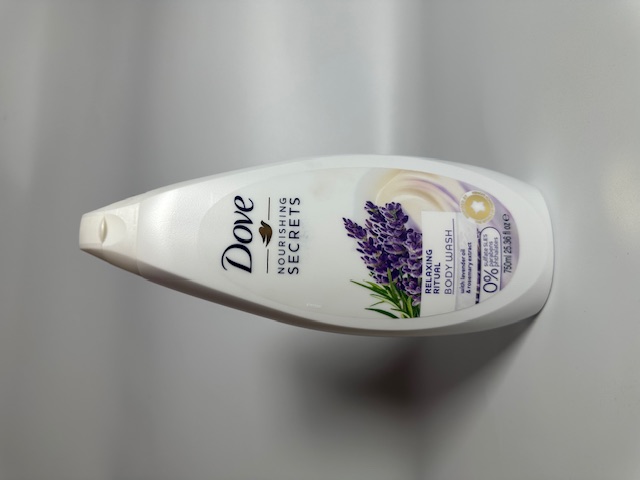 Dove
NOURISHING
SECRETS
RELAXING
RITUAL
BODY WASH
with lavender oil
& rosemary extract
0% sulfate SLES
parabens
phthalates
750ml 25.36 fl oz ℮